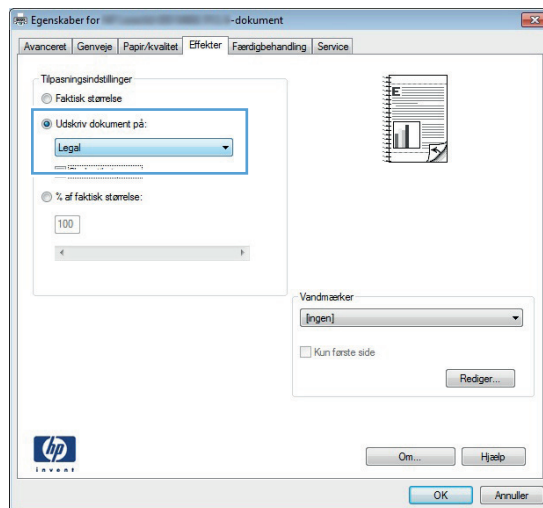 Egenskaber for -dokument
Avanceret Genveje Papir/kvalitet Effekter Færdigbehandling Service
Tilpasningsindstillinger
Faktisk størrelse
Udskriv dokument på:
Legal
% af faktisk størrelse:
100
E
Vandmærker
[ingen]
Kun første side
Rediger...
hp
invent
Om... Hjælp
OK Annuller